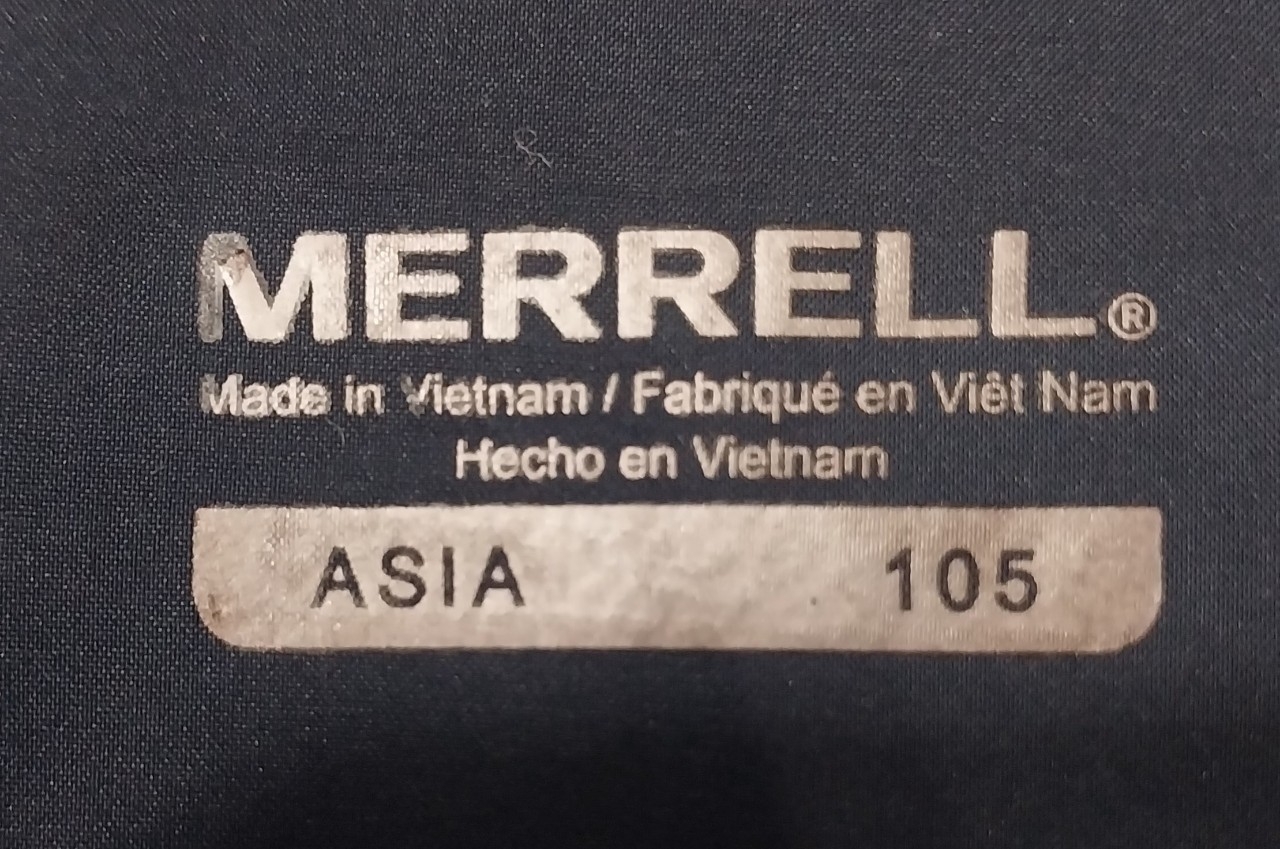 MERRELL®
Made in Vietnam / Fabriqué en Viêt Nam
Hecho en Vietnam
ASIA 105